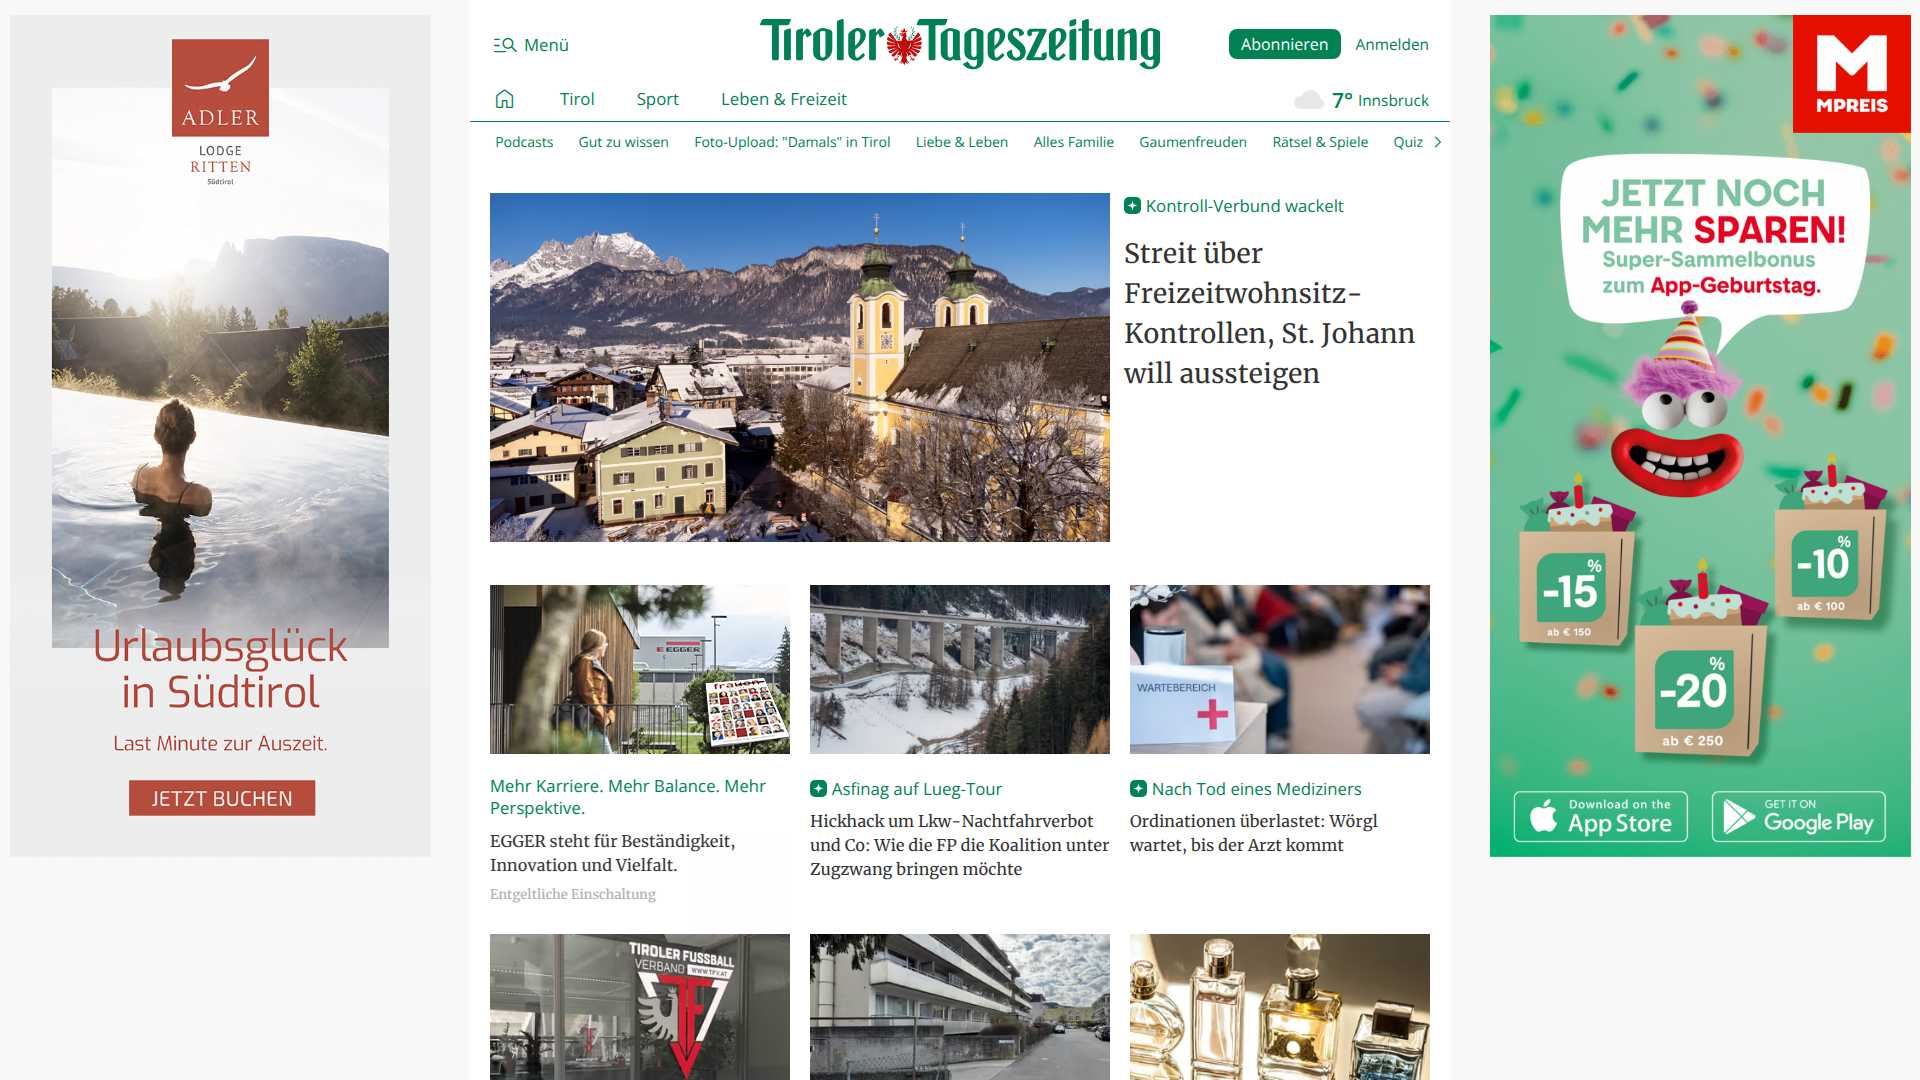 Menü
Tiroler Tageszeitung
Abonnieren
Anmelden
Tirol
Sport
Leben & Freizeit
7° Innsbruck
Podcasts
Gut zu wissen
Foto-Upload: "Damals" in Tirol
Liebe & Leben
Alles Familie
Gaumenfreuden
Rätsel & Spiele
Quiz
ADLER
LODGE
RITTEN
Südtirol
Urlaubsglück
in Südtirol
Last Minute zur Auszeit.
JETZT BUCHEN
Kontroll-Verbund wackelt
Streit über
Freizeitwohnsitz-
Kontrollen, St. Johann
will aussteigen
E EGGER
frauen
Mehr Karriere. Mehr Balance. Mehr
Perspektive.
EGGER steht für Beständigkeit,
Innovation und Vielfalt.
Entgeltliche Einschaltung
Asfinag auf Lueg-Tour
Hickhack um Lkw-Nachtfahrverbot
und Co: Wie die FP die Koalition unter
Zugzwang bringen möchte
WARTEBEREICH
Nach Tod eines Mediziners
Ordinationen überlastet: Wörgl
wartet, bis der Arzt kommt
TIROLER FUSSBALL
VERBAND WWW.TFV.AT
TF
MPREIS
JETZT NOCH
MEHR SPAREN!
Super-Sammelbonus
zum App-Geburtstag.
-15%
ab € 150
-10%
ab € 100
-20%
ab € 250
Download on the
App Store
GET IT ON
Google Play